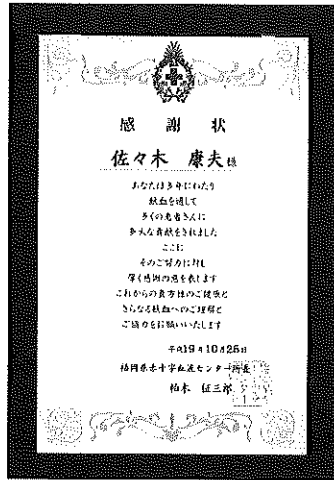 感謝状
佐々木 康夫様
あなたは多年にわたり
献血を通して
多くの患者さんに
多大な貢献をされました
ここに
そのご努力に対し
厚く感謝の意を表します
これからの貴方様のご健康と
さらなる献血へのご理解と
ご協力をお願いいたします
平成19年10月25日
福岡県赤十字血液センター所長
柏木 征三郎